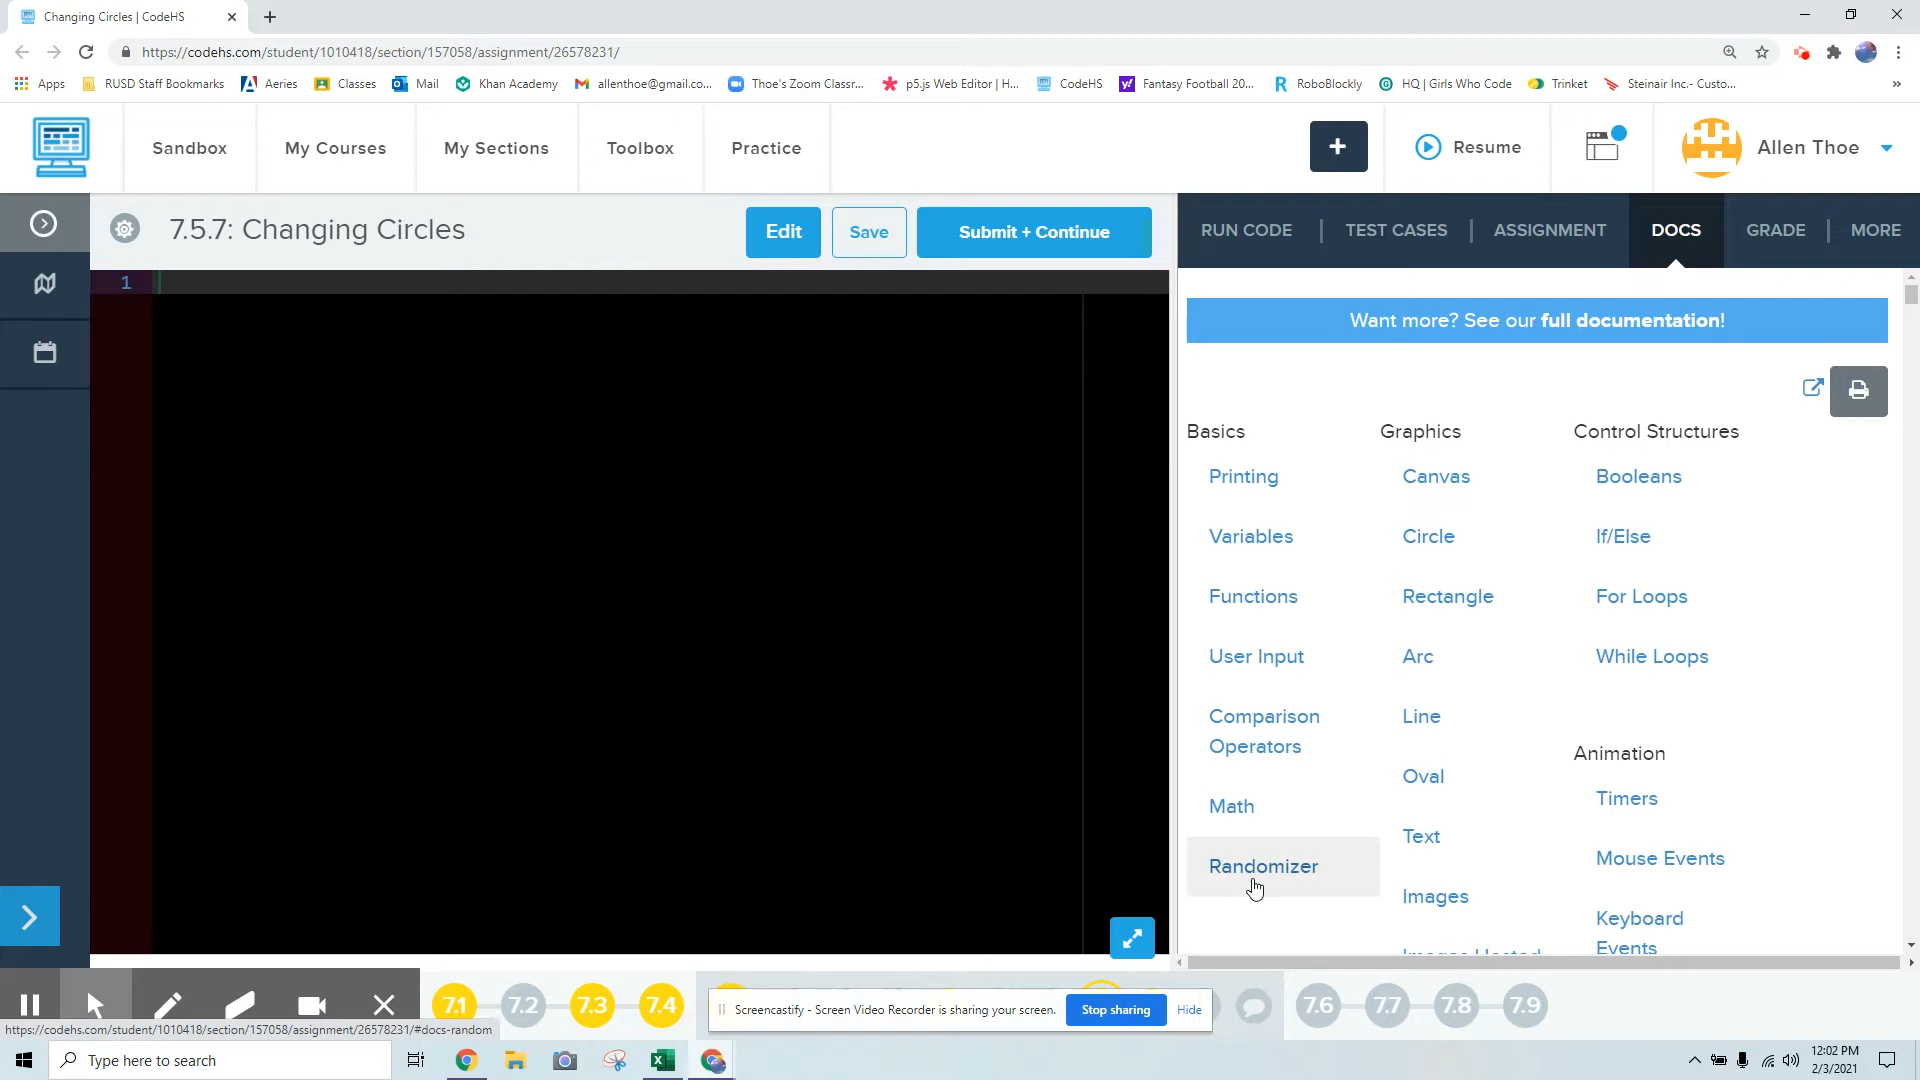 Changing Circles | CodeHS
https://codehs.com/student/1010418/section/157058/assignment/26578231/
Apps
RUSD Staff Bookmarks
Aeries
Classes
Mail
Khan Academy
allenthoe@gmail.co...
Thoe's Zoom Classr...
p5.js Web Editor | H...
CodeHS
Fantasy Football 20...
RoboBlockly
HQ | Girls Who Code
Trinket
Steinair Inc.- Custo...
»
Sandbox
My Courses
My Sections
Toolbox
Practice
+
Resume
Allen Thoe
7.5.7: Changing Circles
Edit
Save
Submit + Continue
RUN CODE
TEST CASES
ASSIGNMENT
DOCS
GRADE
MORE
1
Want more? See our full documentation!
Basics
Printing
Variables
Functions
User Input
Comparison
Operators
Math
Randomizer
Graphics
Canvas
Circle
Rectangle
Arc
Line
Oval
Text
Images
Images Hosted
Control Structures
Booleans
If/Else
For Loops
While Loops
Animation
Timers
Mouse Events
Keyboard
Events
7.1
7.2
7.3
7.4
Screencastify - Screen Video Recorder is sharing your screen.
Stop sharing
Hide
7.6
7.7
7.8
7.9
https://codehs.com/student/1010418/section/157058/assignment/26578231/#docs-random
Type here to search
12:02 PM
2/3/2021